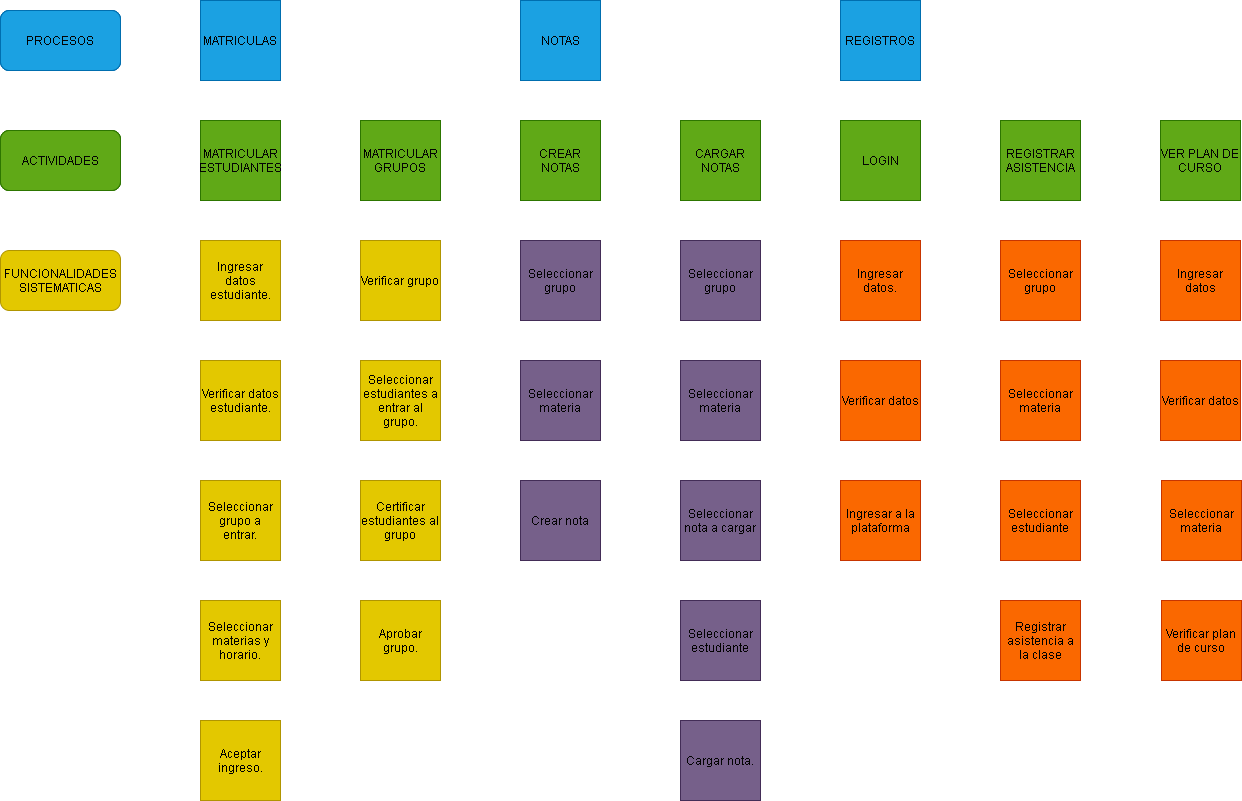 PROCESOS
MATRICULAS
NOTAS
REGISTROS
ACTIVIDADES
MATRICULAR
ESTUDIANTES
MATRICULAR
GRUPOS
CREAR
NOTAS
CARGAR
NOTAS
LOGIN
REGISTRAR
ASISTENCIA
VER PLAN DE
CURSO
FUNCIONALIDADES
SISTEMATICAS
Ingresar
datos
estudiante.
Verificar grupo
Seleccionar
grupo
Seleccionar
grupo
Ingresar
datos.
Seleccionar
grupo
Ingresar
datos
Verificar datos
estudiante.
Seleccionar
estudiantes a
entrar al
grupo.
Seleccionar
materia
Seleccionar
materia
Verificar datos
Seleccionar
materia
Verificar datos
Seleccionar
grupo a
entrar.
Certificar
estudiantes al
grupo
Crear nota
Seleccionar
nota a cargar
Ingresar a la
plataforma
Seleccionar
estudiante
Seleccionar
materia
Seleccionar
materias y
horario.
Aprobar
grupo.
Seleccionar
estudiante
Registrar
asistencia a
la clase
Verificar plan
de curso
Aceptar
ingreso.
Cargar nota.